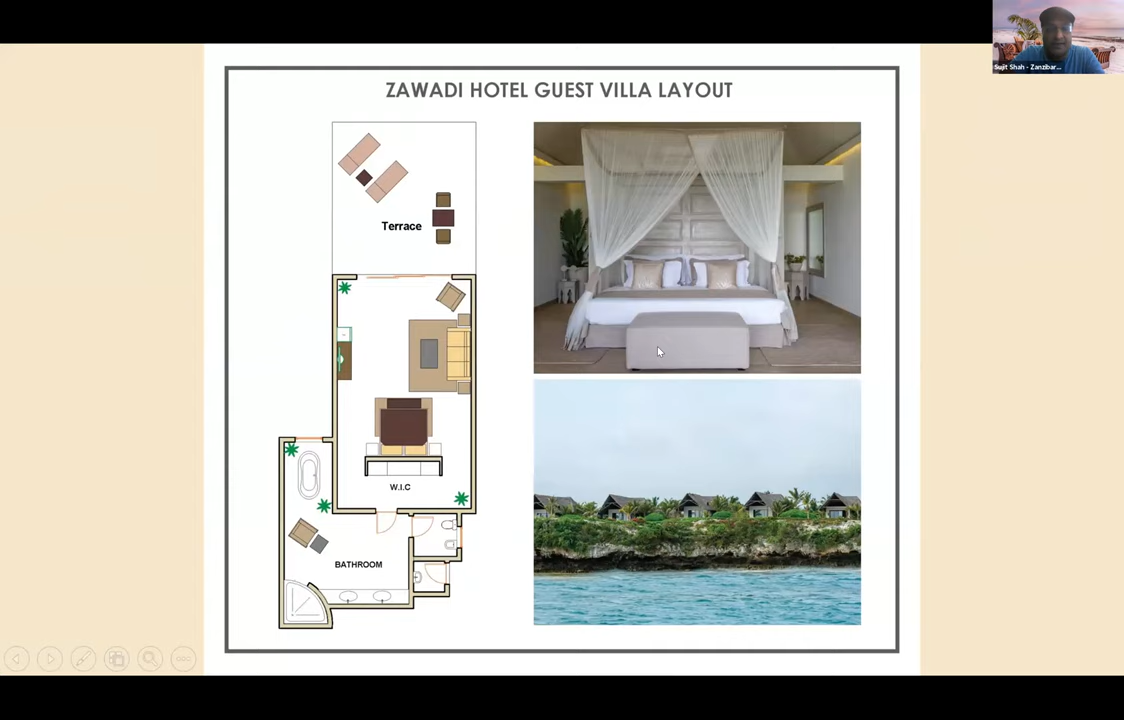 ZAWADI HOTEL GUEST VILLA LAYOUT
Sujit Shah - Zanzibar...
Terrace
W.I.C
BATHROOM